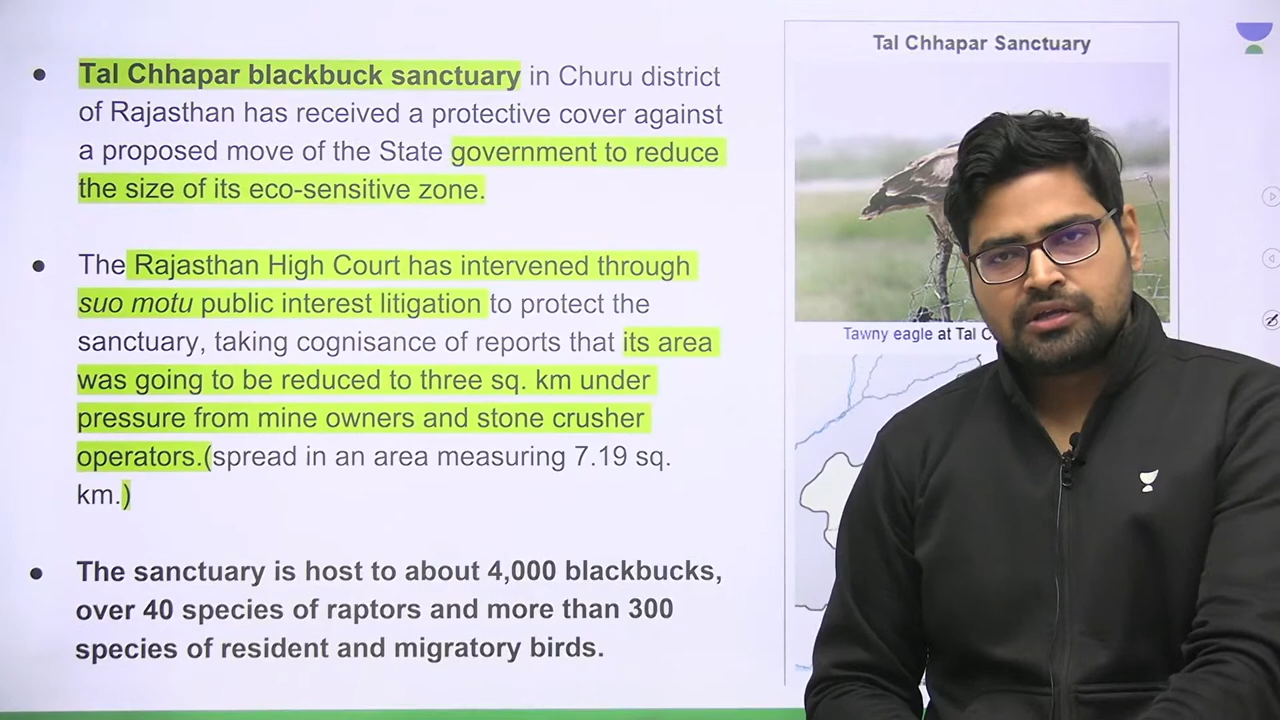 Tal Chhapar blackbuck sanctuary in Churu district
of Rajasthan has received a protective cover against
a proposed move of the State government to reduce
the size of its eco-sensitive zone.
The Rajasthan High Court has intervened through
suo motu public interest litigation to protect the
sanctuary, taking cognisance of reports that its area
was going to be reduced to three sq. km under
pressure from mine owners and stone crusher
operators.(spread in an area measuring 7.19 sq.
km.)
The sanctuary is host to about 4,000 blackbucks,
over 40 species of raptors and more than 300
species of resident and migratory birds.
Tal Chhapar Sanctuary
Tawny eagle at Tal